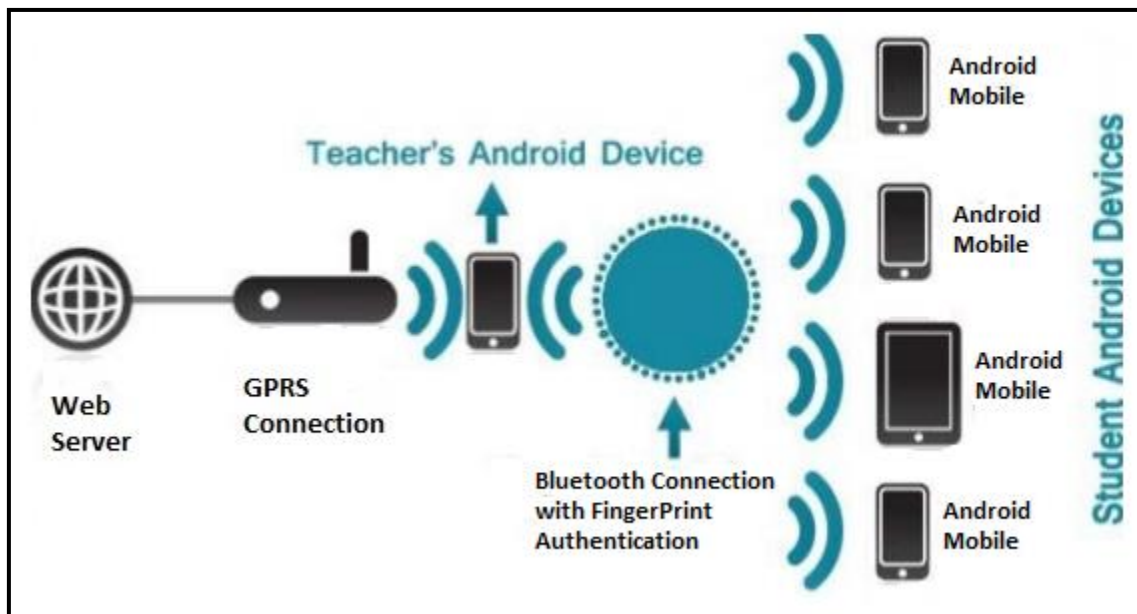 Android
Mobile
Teacher's Android Device
Android
Mobile
Web
Server
GPRS
Connection
Android
Mobile
Bluetooth Connection
with FingerPrint
Authentication
Android
Mobile
Student Android Devices